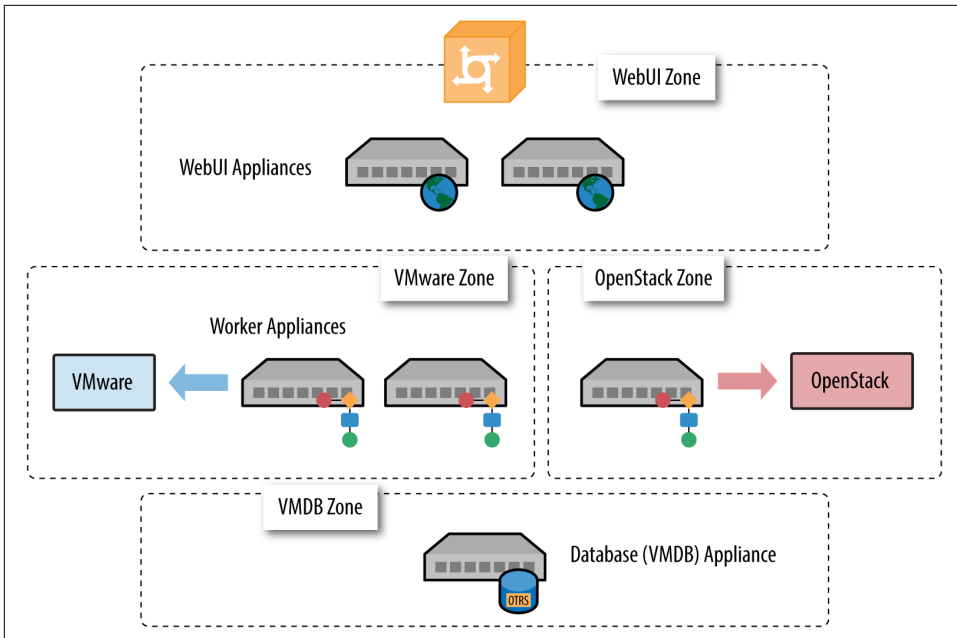 WebUI Zone
WebUI Appliances
VMware Zone
OpenStack Zone
Worker Appliances
VMware
OpenStack
VMDB Zone
Database (VMDB) Appliance
OTRS